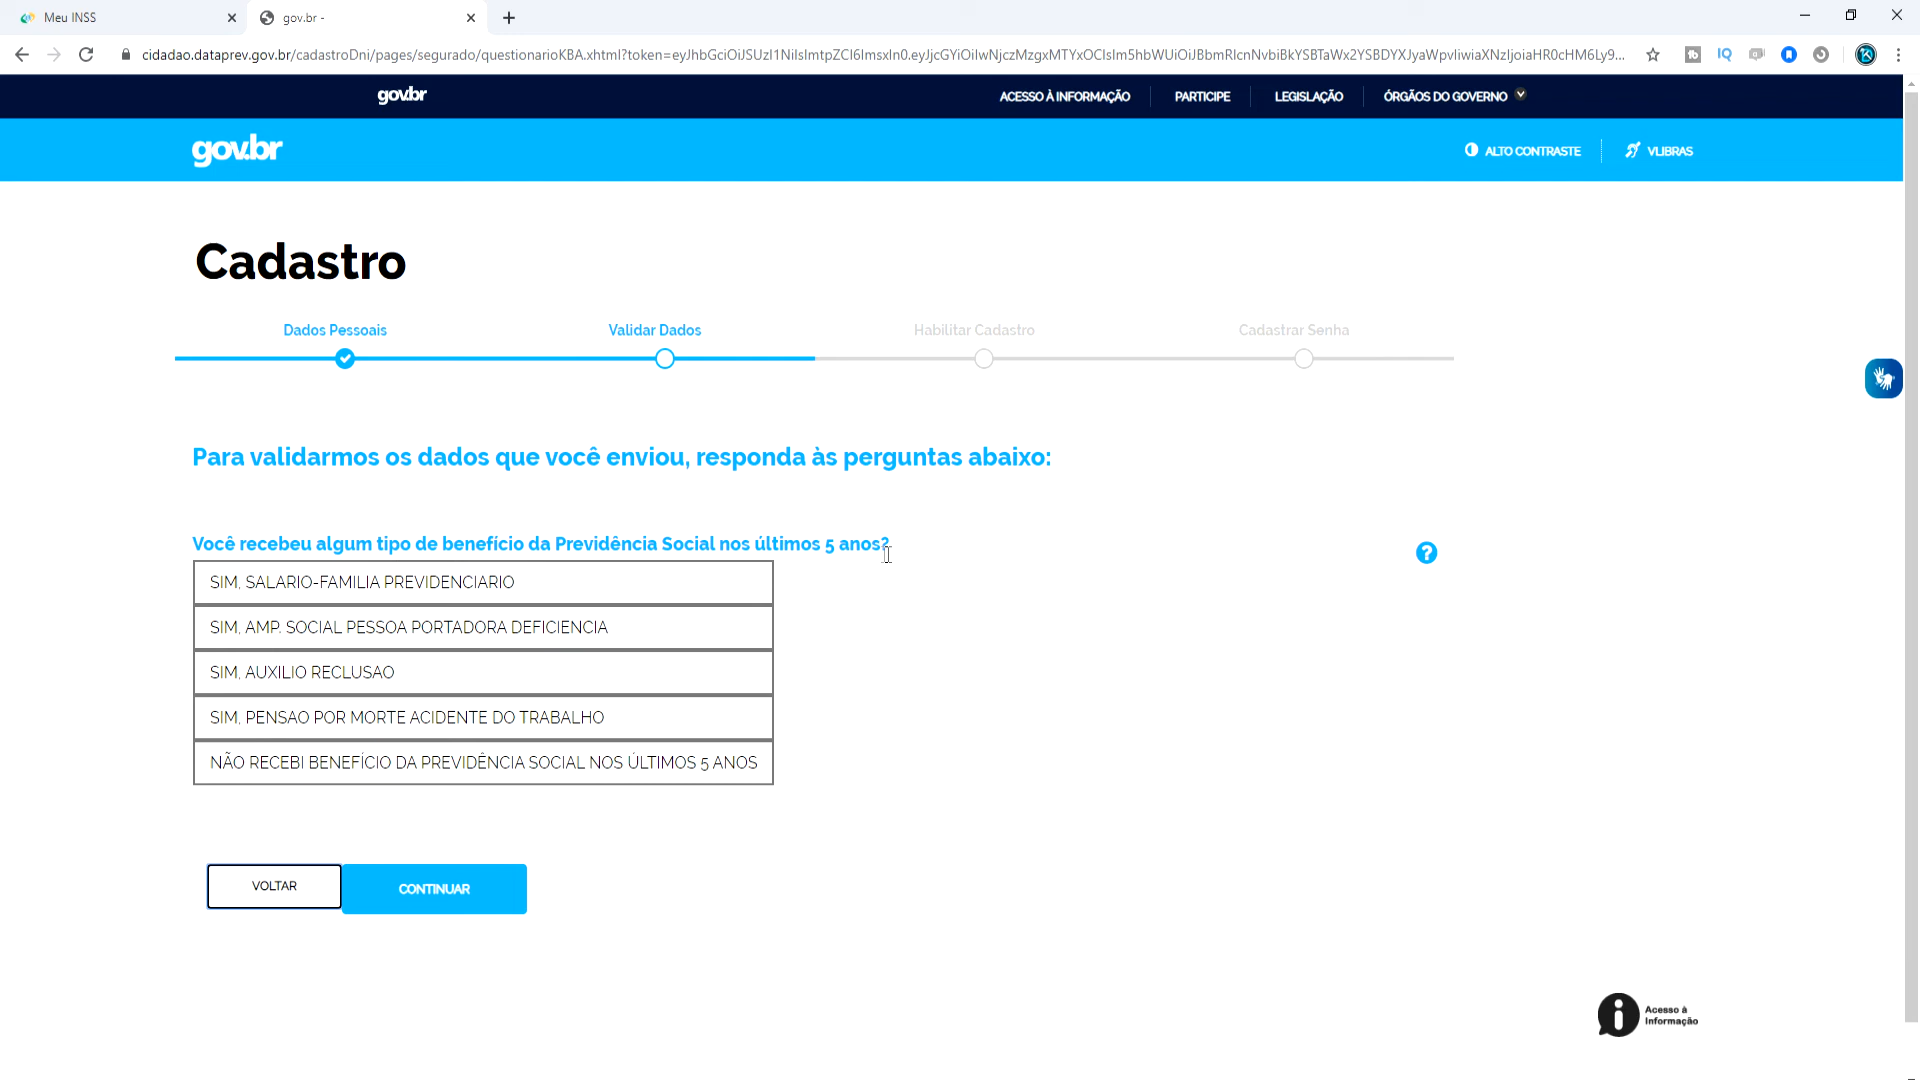 Meu INSS
gov.br -
cidadao.dataprev.gov.br/cadastroDni/pages/segurado/questionarioKBA.xhtml?token=
gov.br
ACESSO À INFORMAÇÃO
PARTICIPE
LEGISLAÇÃO
ÓRGÃOS DO GOVERNO
gov.br
ALTO CONTRASTE
VLIBRAS
Cadastro
Dados Pessoais
Validar Dados
Habilitar Cadastro
Cadastrar Senha
Para validarmos os dados que você enviou, responda às perguntas abaixo:
Você recebeu algum tipo de benefício da Previdência Social nos últimos 5 anos?
SIM, SALARIO-FAMILIA PREVIDENCIARIO
SIM, AMP. SOCIAL PESSOA PORTADORA DEFICIENCIA
SIM, AUXILIO RECLUSAO
SIM, PENSAO POR MORTE ACIDENTE DO TRABALHO
NÃO RECEBI BENEFÍCIO DA PREVIDÊNCIA SOCIAL NOS ÚLTIMOS 5 ANOS
VOLTAR
CONTINUAR
Acesso à
Informação